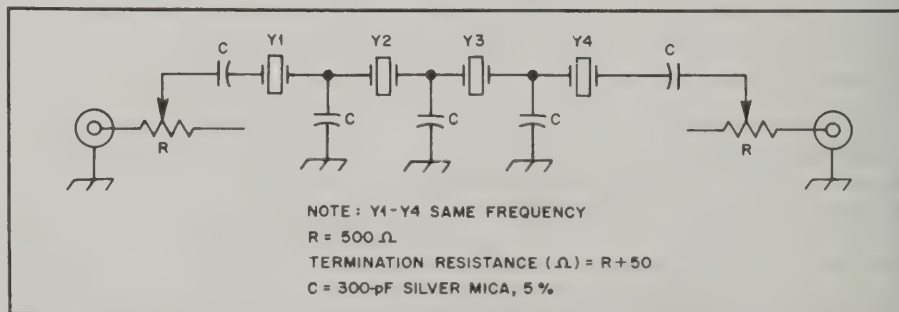 C Y1 Y2 Y3 Y4 C
C C C
R R
NOTE: Y1-Y4 SAME FREQUENCY
R = 500 Ω
TERMINATION RESISTANCE (Ω) = R+50
C = 300-pF SILVER MICA, 5%